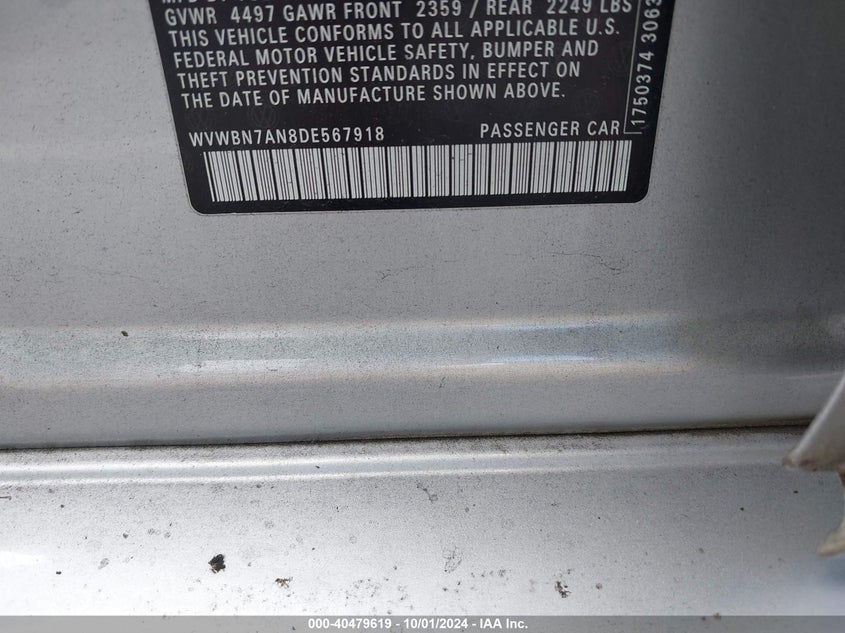 GVWR 4497 GAWR FRONT 2359 / REAR 2249 LBS
THIS VEHICLE CONFORMS TO ALL APPLICABLE U.S.
FEDERAL MOTOR VEHICLE SAFETY, BUMPER AND
THEFT PREVENTION STANDARDS IN EFFECT ON
THE DATE OF MANUFACTURE SHOWN ABOVE.
WVWBN7AN8DE567918 PASSENGER CAR
1750374 3063
000-40479619 - 10/01/2024 - IAA Inc.